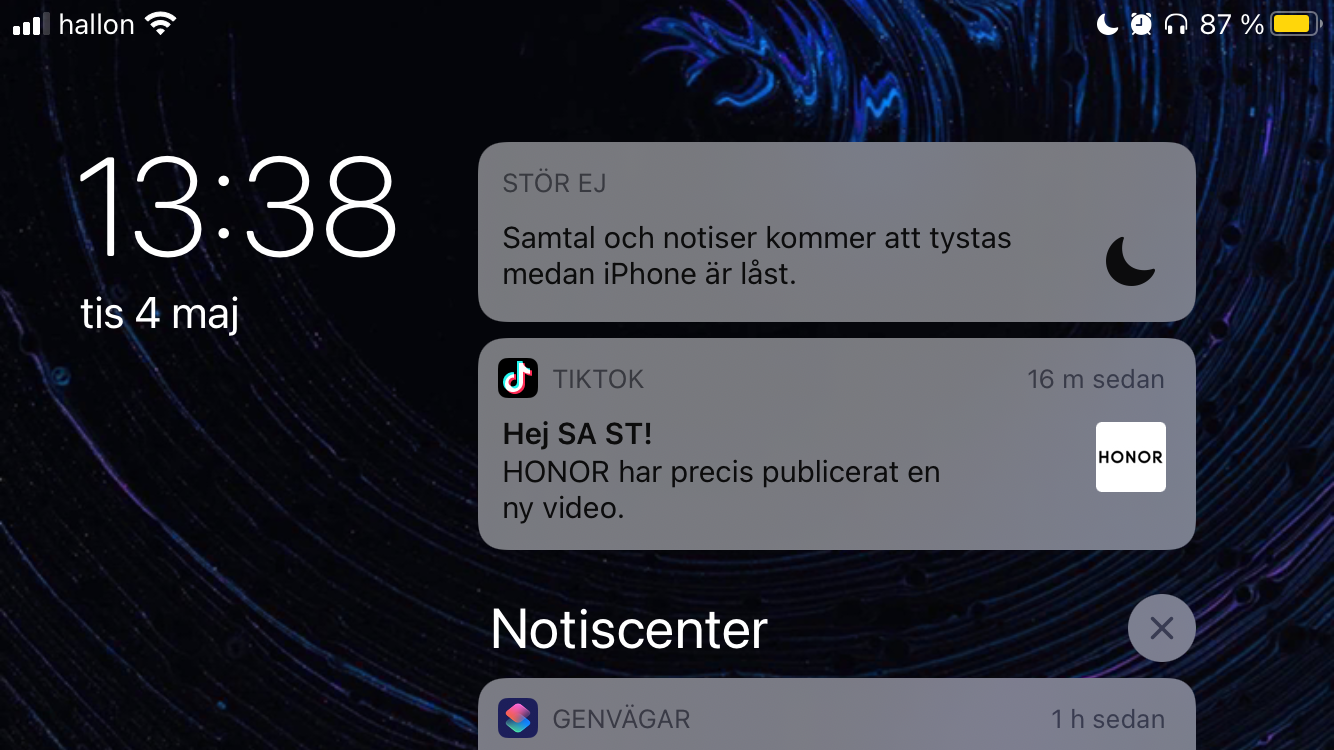 hallon
87 %
13:38
tis 4 maj
STÖR EJ
Samtal och notiser kommer att tystas
medan iPhone är låst.
TIKTOK
16 m sedan
Hej SA ST!
HONOR har precis publicerat en
ny video.
HONOR
Notiscenter
GENVÄGAR
1 h sedan